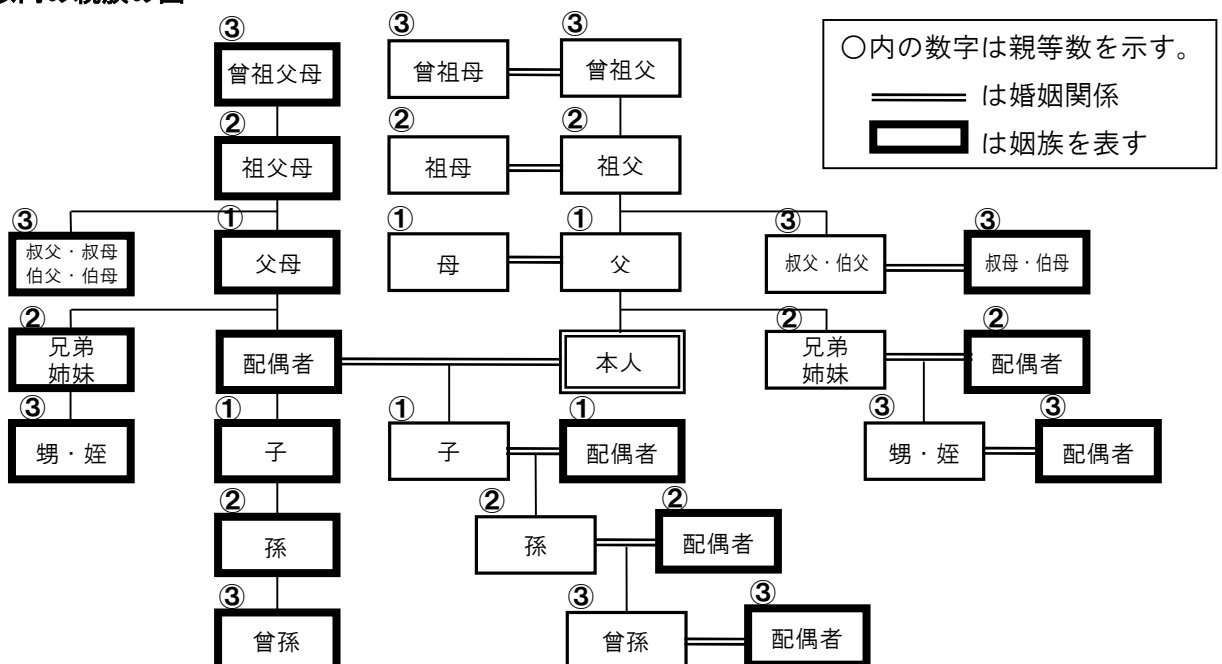 ③
曾祖父母
③
曾祖母
③
曾祖父
〇内の数字は親等数を示す。
は婚姻関係
は姻族を表す
②
祖父母
②
祖母
②
祖父
③
叔父・叔母
伯父・伯母
①
父母
①
母
①
父
③
叔父・伯父
③
叔母・伯母
②
兄弟
姉妹
配偶者
本人
②
兄弟
姉妹
②
配偶者
③
甥・姪
①
子
①
子
①
配偶者
③
甥・姪
③
配偶者
②
孫
②
孫
②
配偶者
③
曾孫
③
曾孫
③
配偶者